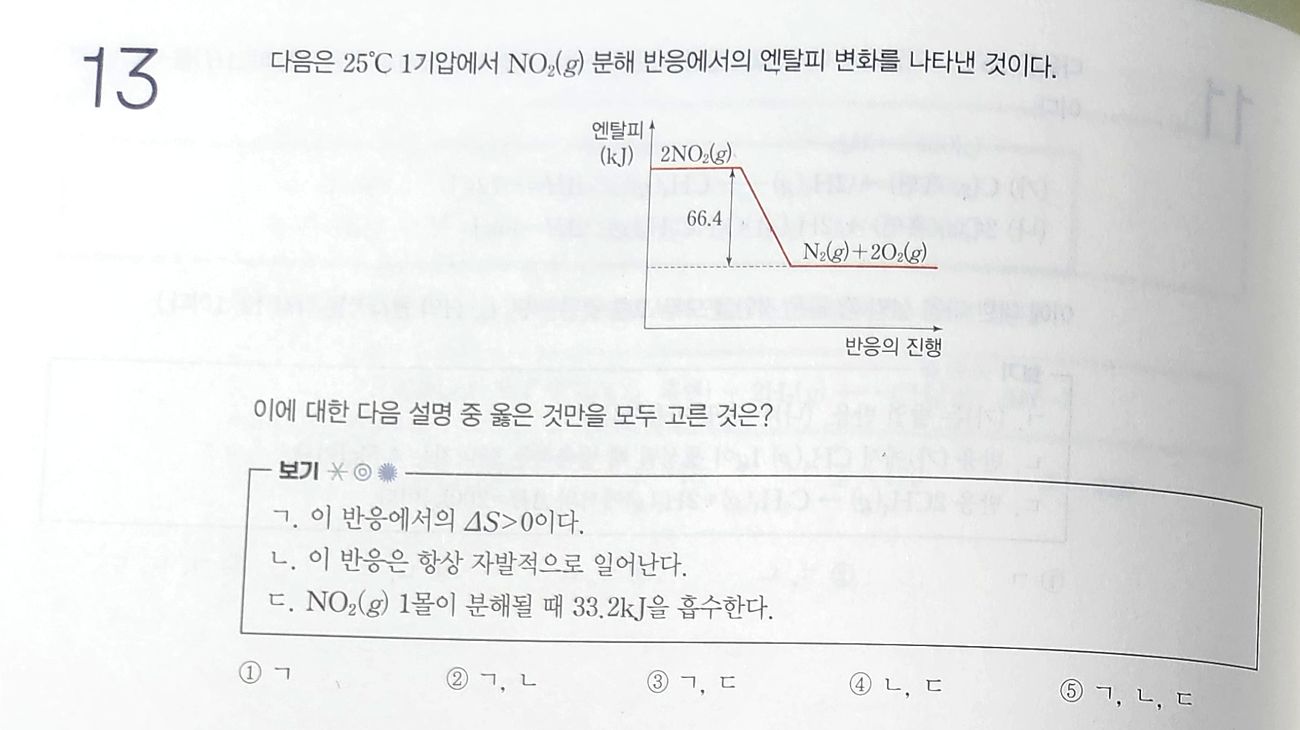 13
다음은 25℃ 1기압에서 NO₂(g) 분해 반응에서의 엔탈피 변화를 나타낸 것이다.
엔탈피
(kJ)
2NO₂(g)
66.4
N₂(g)+2O₂(g)
반응의 진행
이에 대한 다음 설명 중 옳은 것만을 모두 고른 것은?
보기
ㄱ. 이 반응에서의 ΔS>0이다.
ㄴ. 이 반응은 항상 자발적으로 일어난다.
ㄷ. NO₂(g) 1몰이 분해될 때 33.2kJ을 흡수한다.
① ㄱ ② ㄱ, ㄴ ③ ㄱ, ㄷ ④ ㄴ, ㄷ ⑤ ㄱ, ㄴ, ㄷ